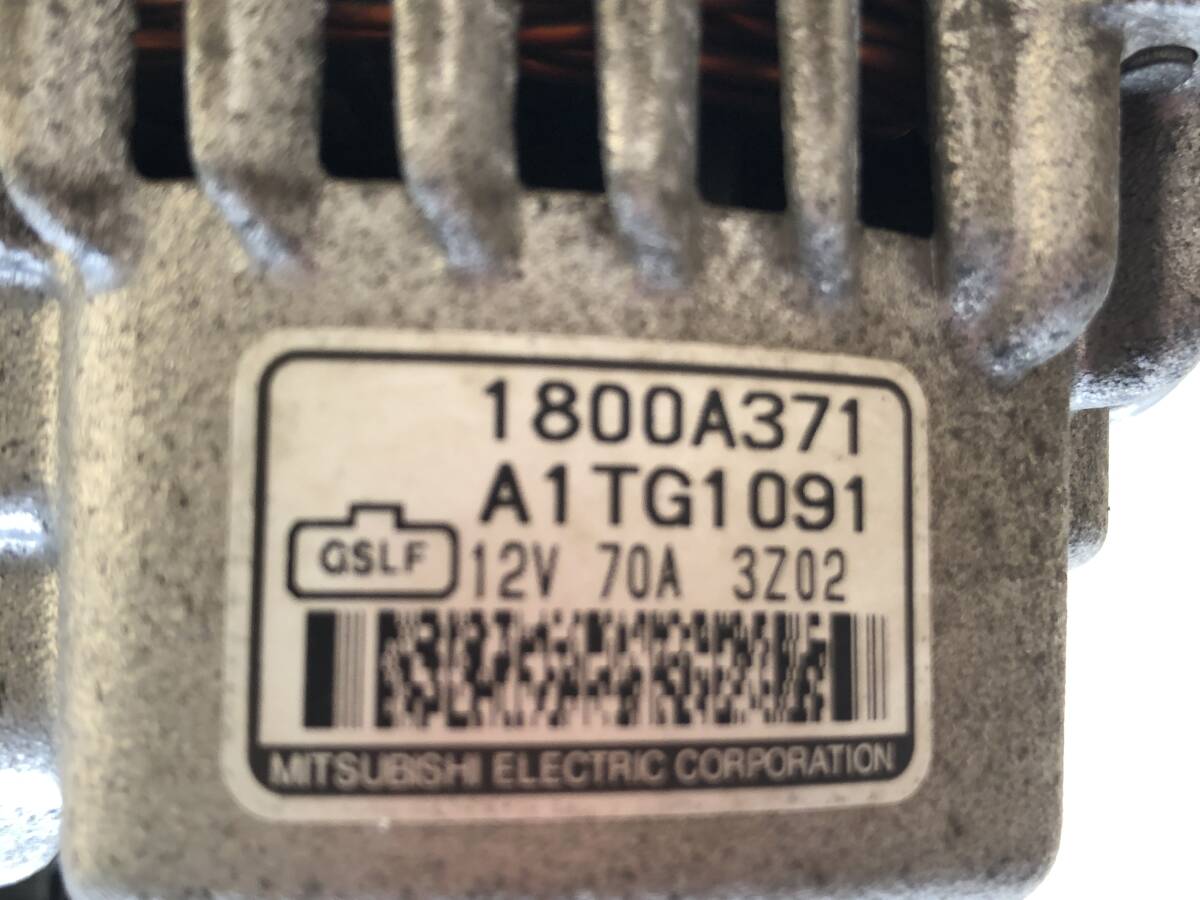 1800A371
A1TG1091
GSLF 12V 70A 3Z02
MITSUBISHI ELECTRIC CORPORATION